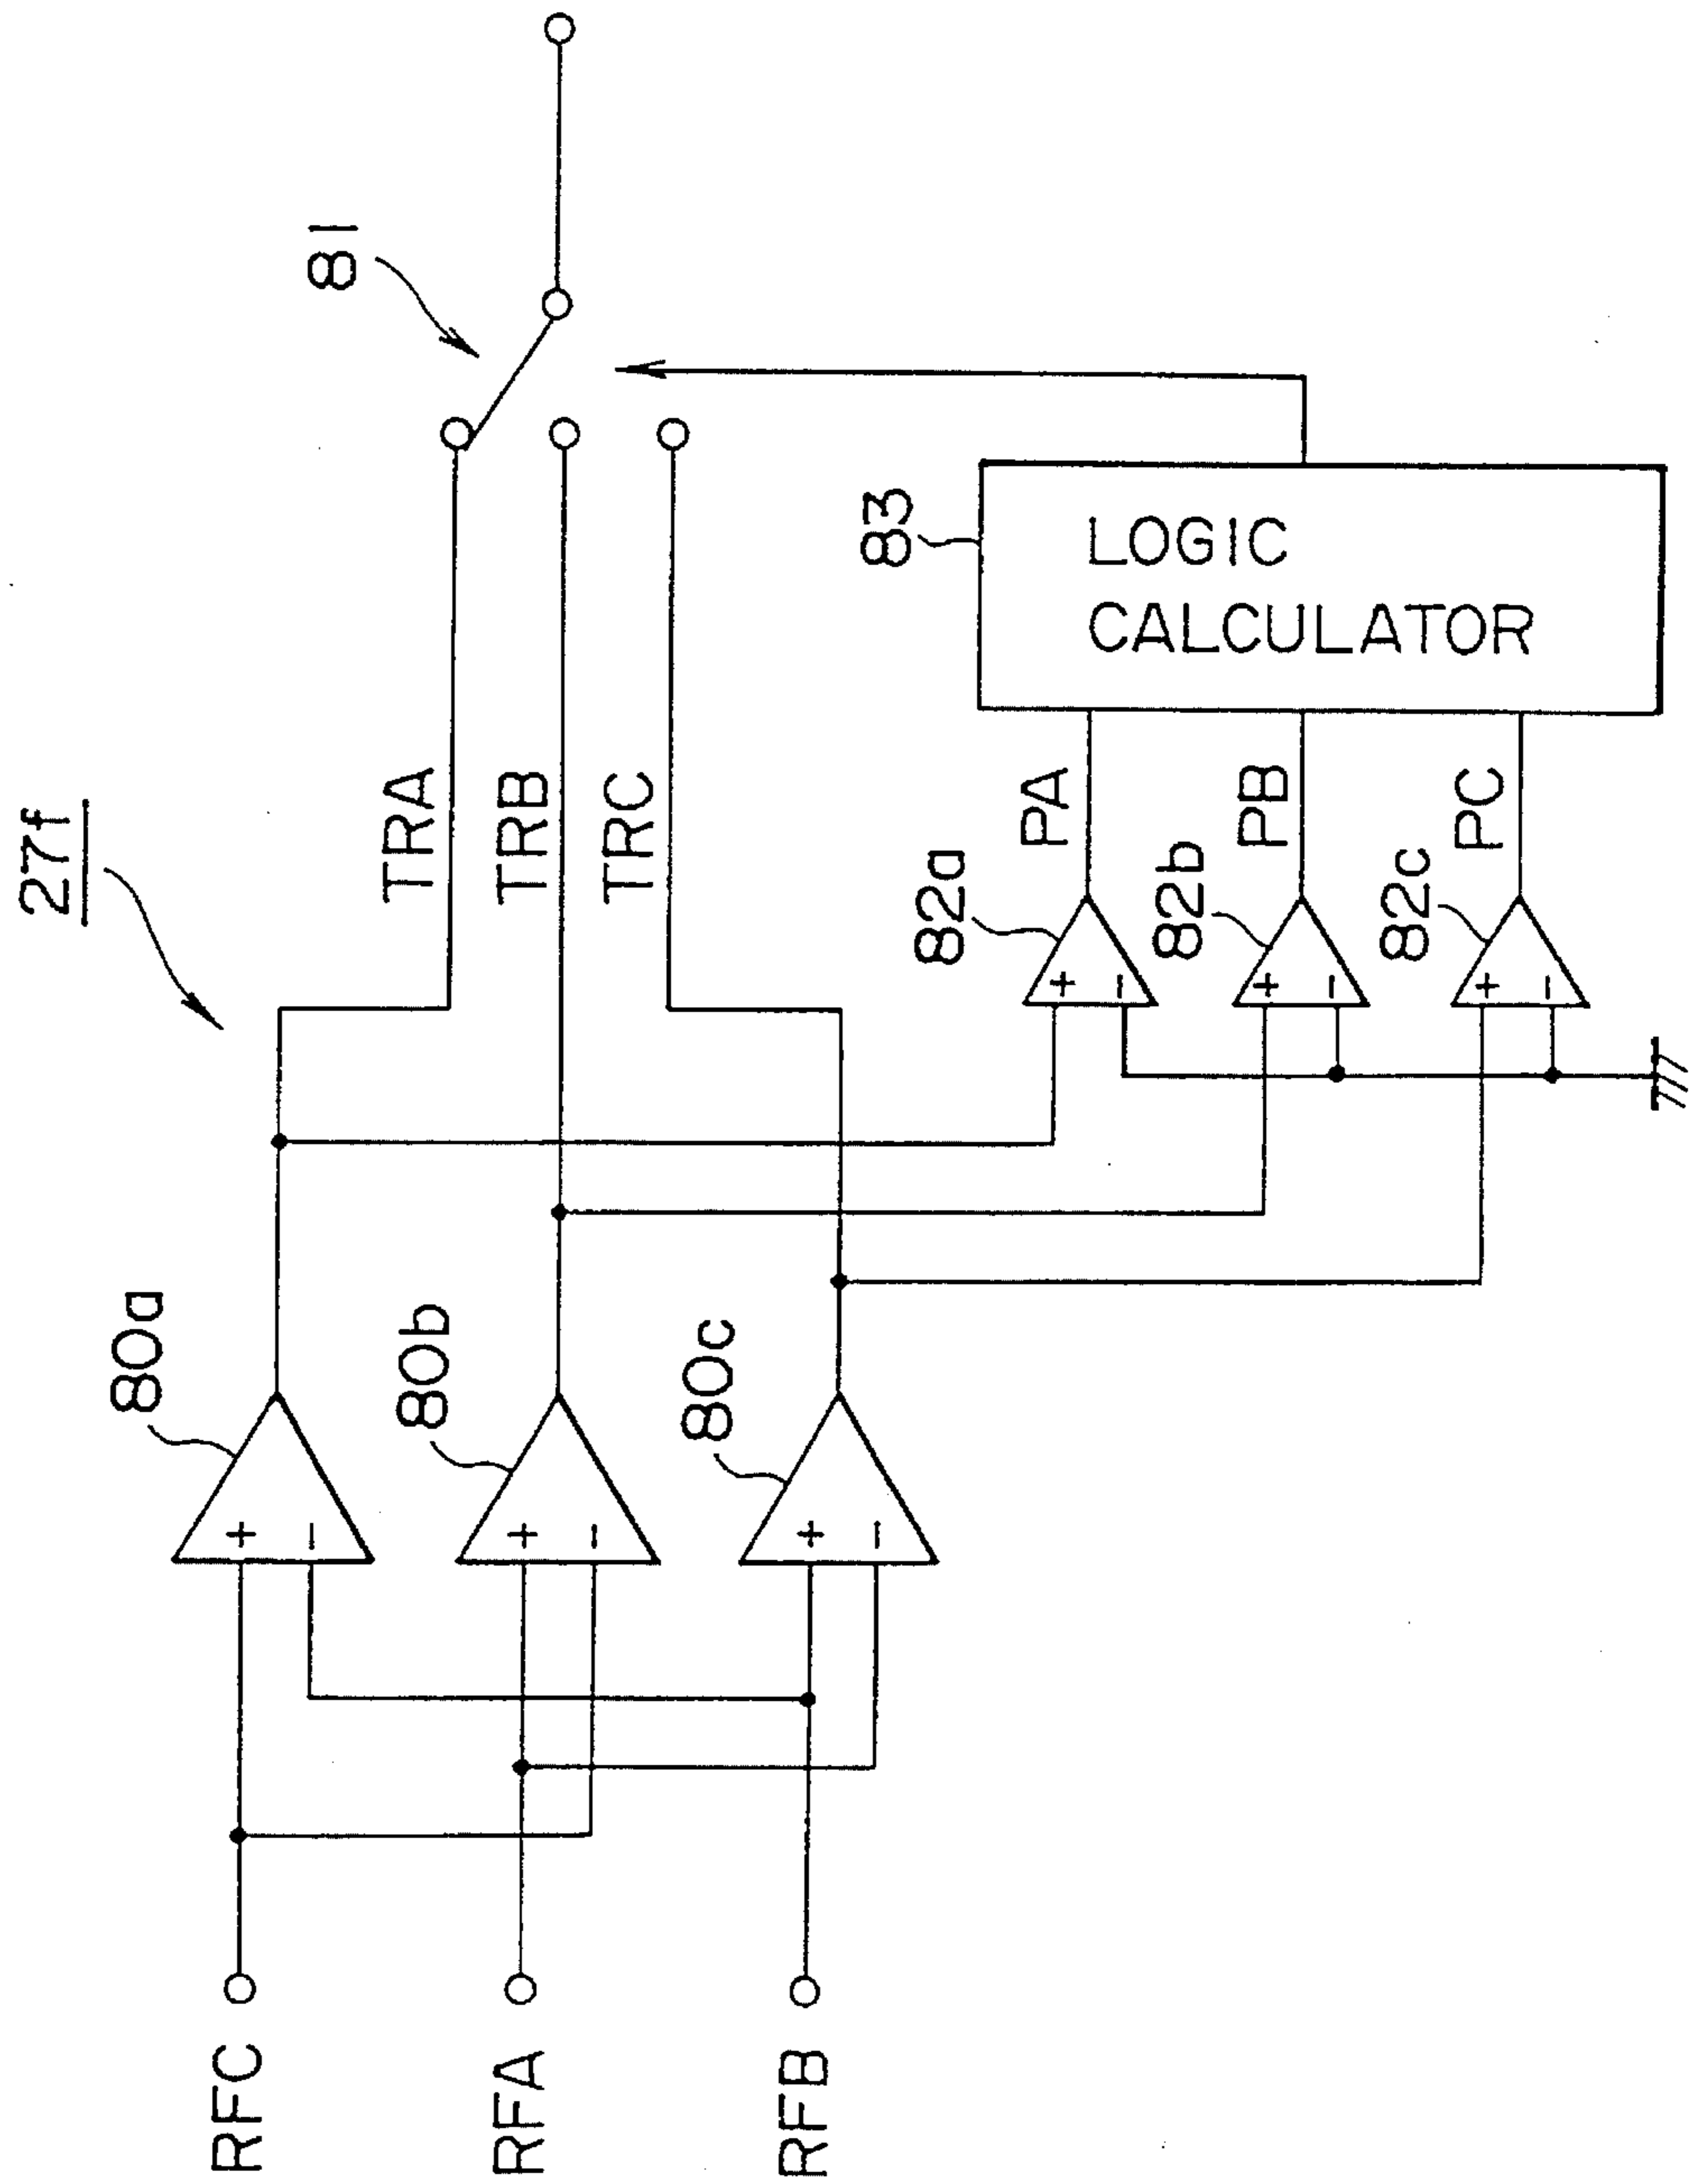 27f
RFC
RFA
RFB
80a
+
-
80b
+
-
80c
+
-
TRA
TRB
TRC
81
82a
+
-
PA
82b
+
-
PB
82c
+
-
PC
83
LOGIC
CALCULATOR